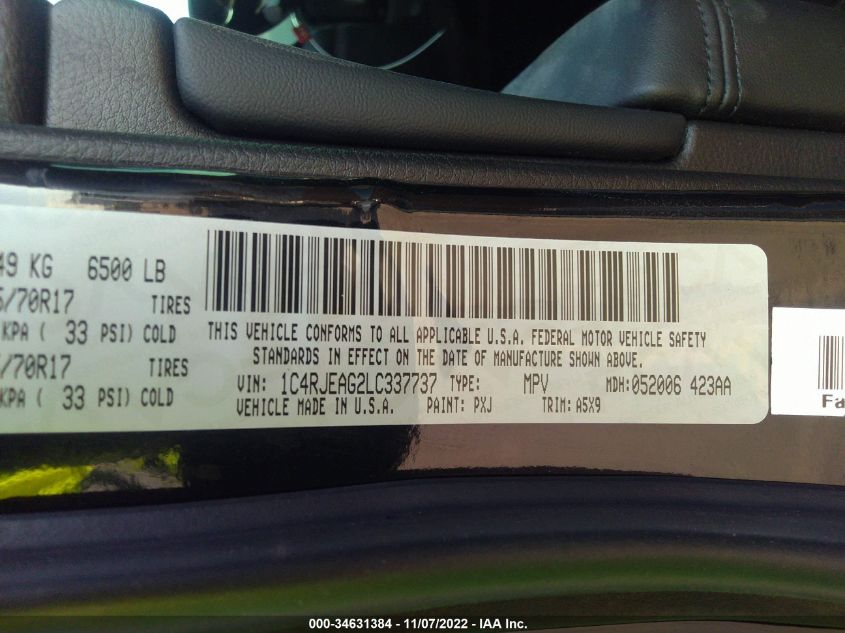 49 KG 6500 LB
/70R17 TIRES
KPA ( 33 PSI) COLD
/70R17 TIRES
KPA ( 33 PSI) COLD
THIS VEHICLE CONFORMS TO ALL APPLICABLE U.S.A. FEDERAL MOTOR VEHICLE SAFETY
STANDARDS IN EFFECT ON THE DATE OF MANUFACTURE SHOWN ABOVE.
VIN: 1C4RJEAG2LC337737 TYPE: MPV MDH: 052006 423AA
VEHICLE MADE IN U.S.A. PAINT: PXJ TRIM: A5X9
Fa
000-34631384 — 11/07/2022 — IAA Inc.